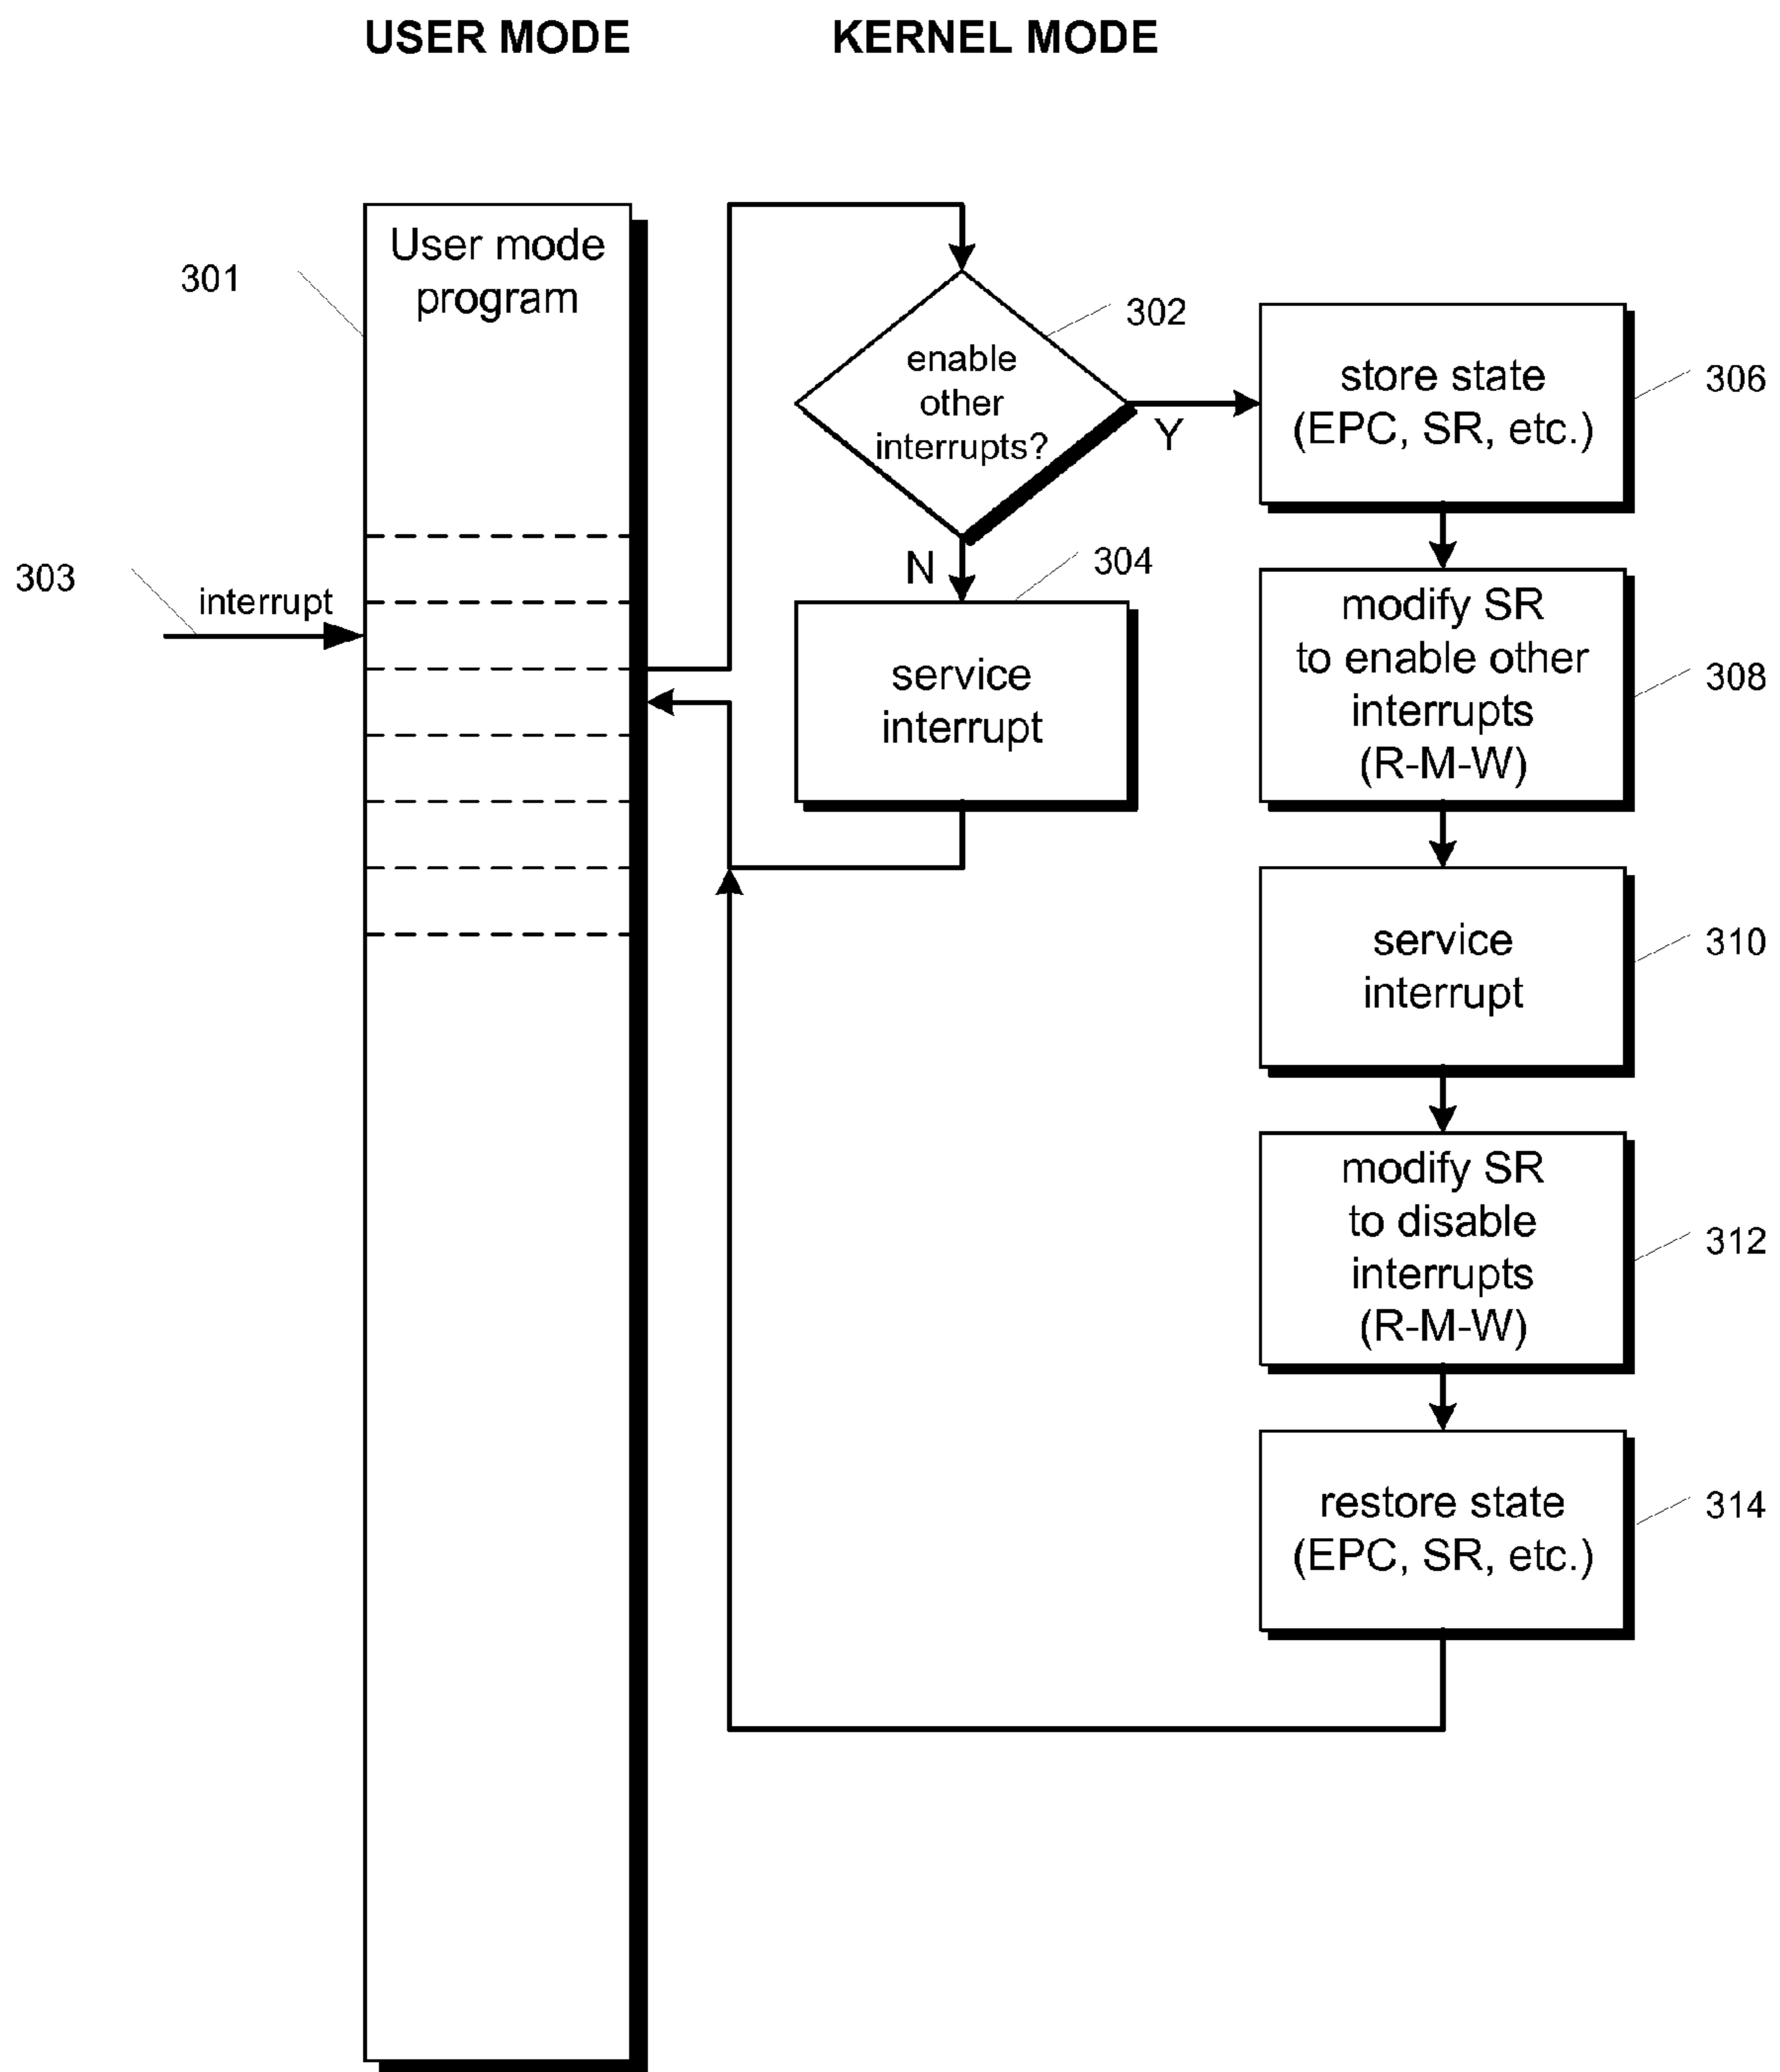 USER MODE
KERNEL MODE
User mode
program
301
303
interrupt
enable
other
interrupts?
302
Y
N
304
service
interrupt
store state
(EPC, SR, etc.)
306
modify SR
to enable other
interrupts
(R-M-W)
308
service
interrupt
310
modify SR
to disable
interrupts
(R-M-W)
312
restore state
(EPC, SR, etc.)
314